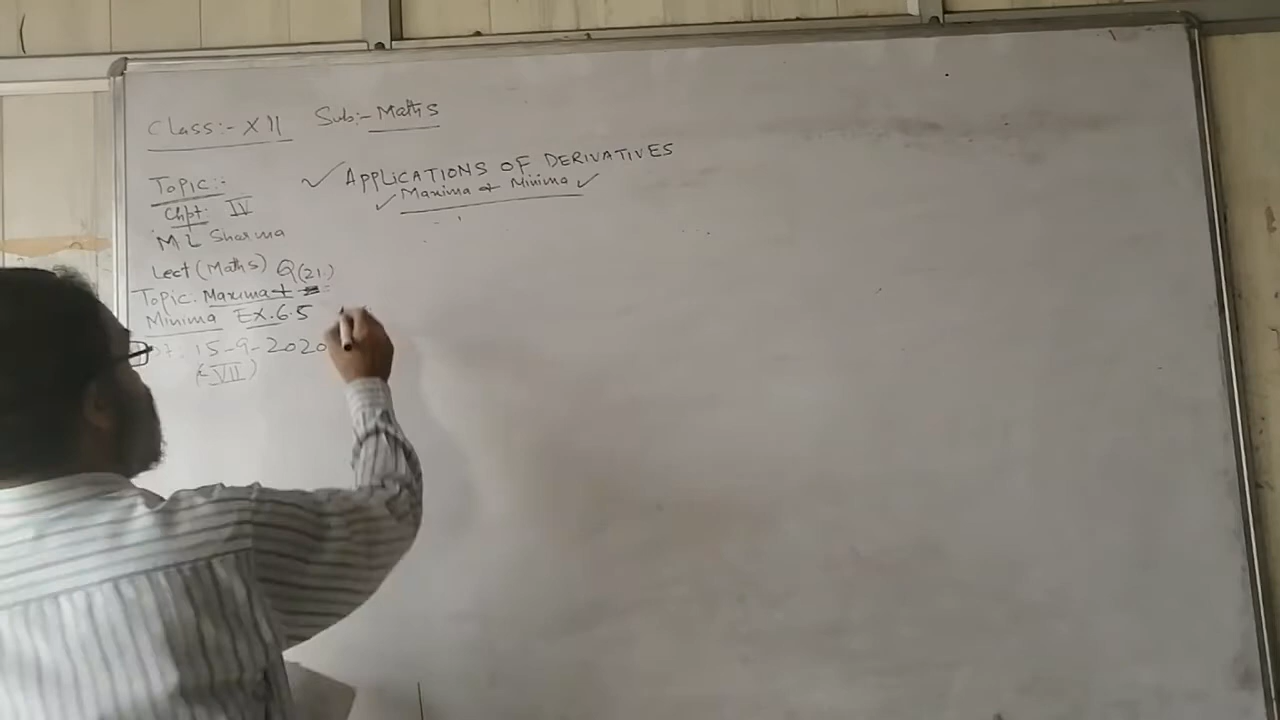 Class:- XII Sub:- Maths
Topic:- ✓ APPLICATIONS OF DERIVATIVES
✓ Maxima + Minima ✓
Chpt: IV
M L Sharma
Lect (Maths) Q(21.)
Topic. Maxima +
Minima EX.6.5
15-9-2020
(VII)